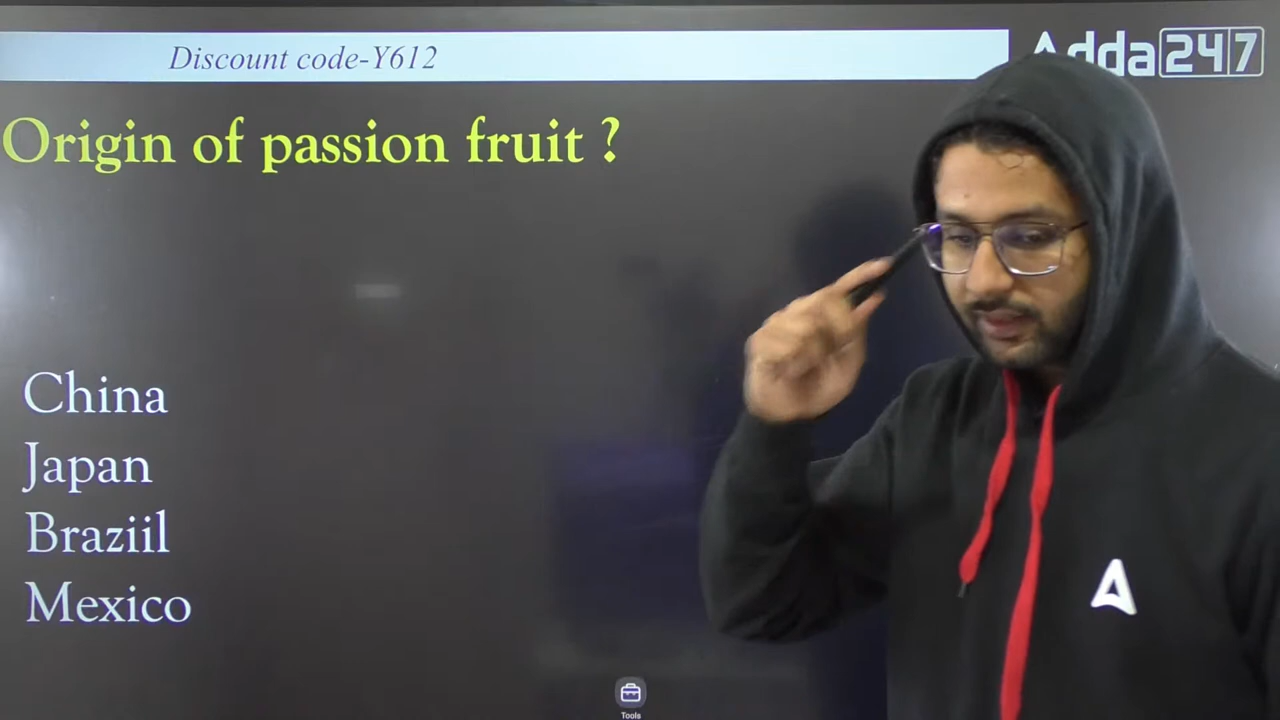 Discount code-Y612
Adda247
Origin of passion fruit ?
China
Japan
Braziil
Mexico
Tools